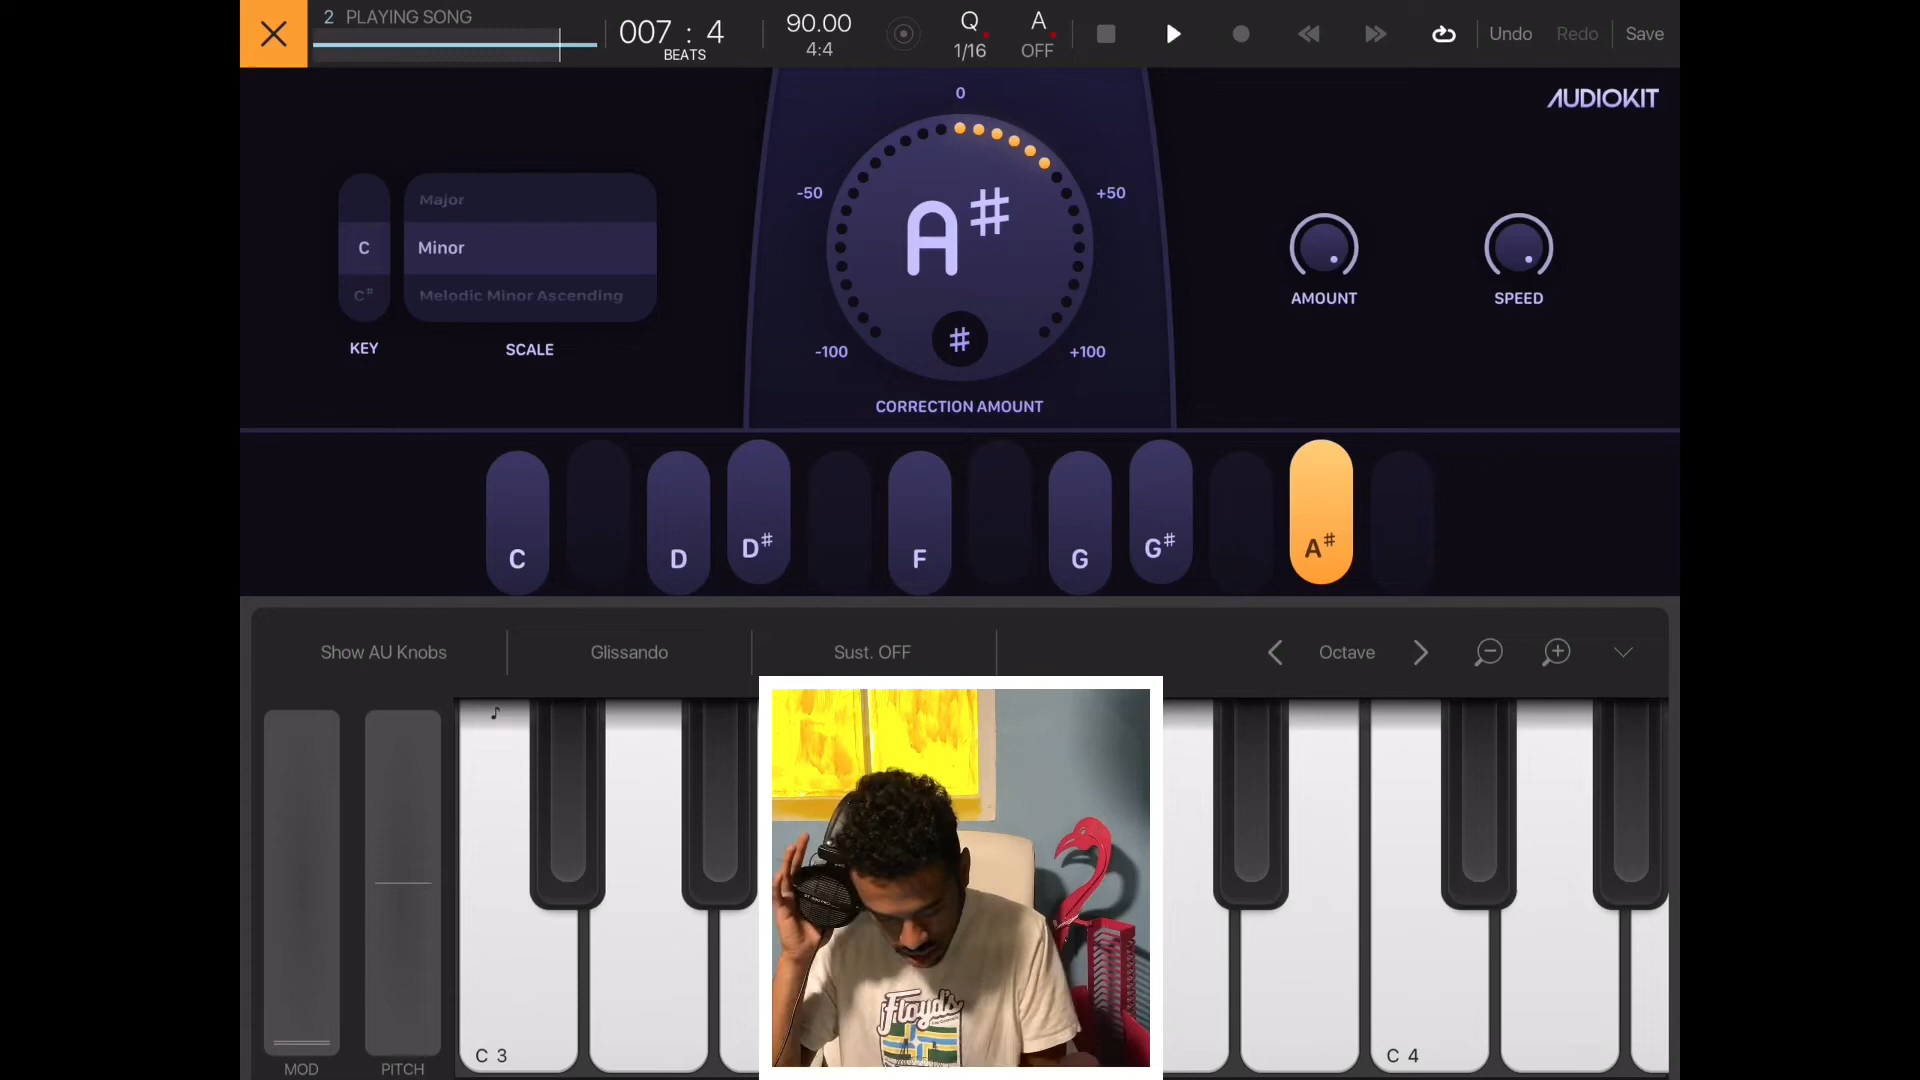 2 PLAYING SONG
007 : 4
BEATS
90.00
4:4
Q
1/16
A
OFF
Undo
Redo
Save
AUDIOKIT
0
-50
+50
-100
+100
A#
#
CORRECTION AMOUNT
Major
C Minor
C# Melodic Minor Ascending
KEY
SCALE
AMOUNT
SPEED
C D D# F G G# A#
Show AU Knobs
Glissando
Sust. OFF
Octave
C 3
C 4
MOD
PITCH
Floyd's